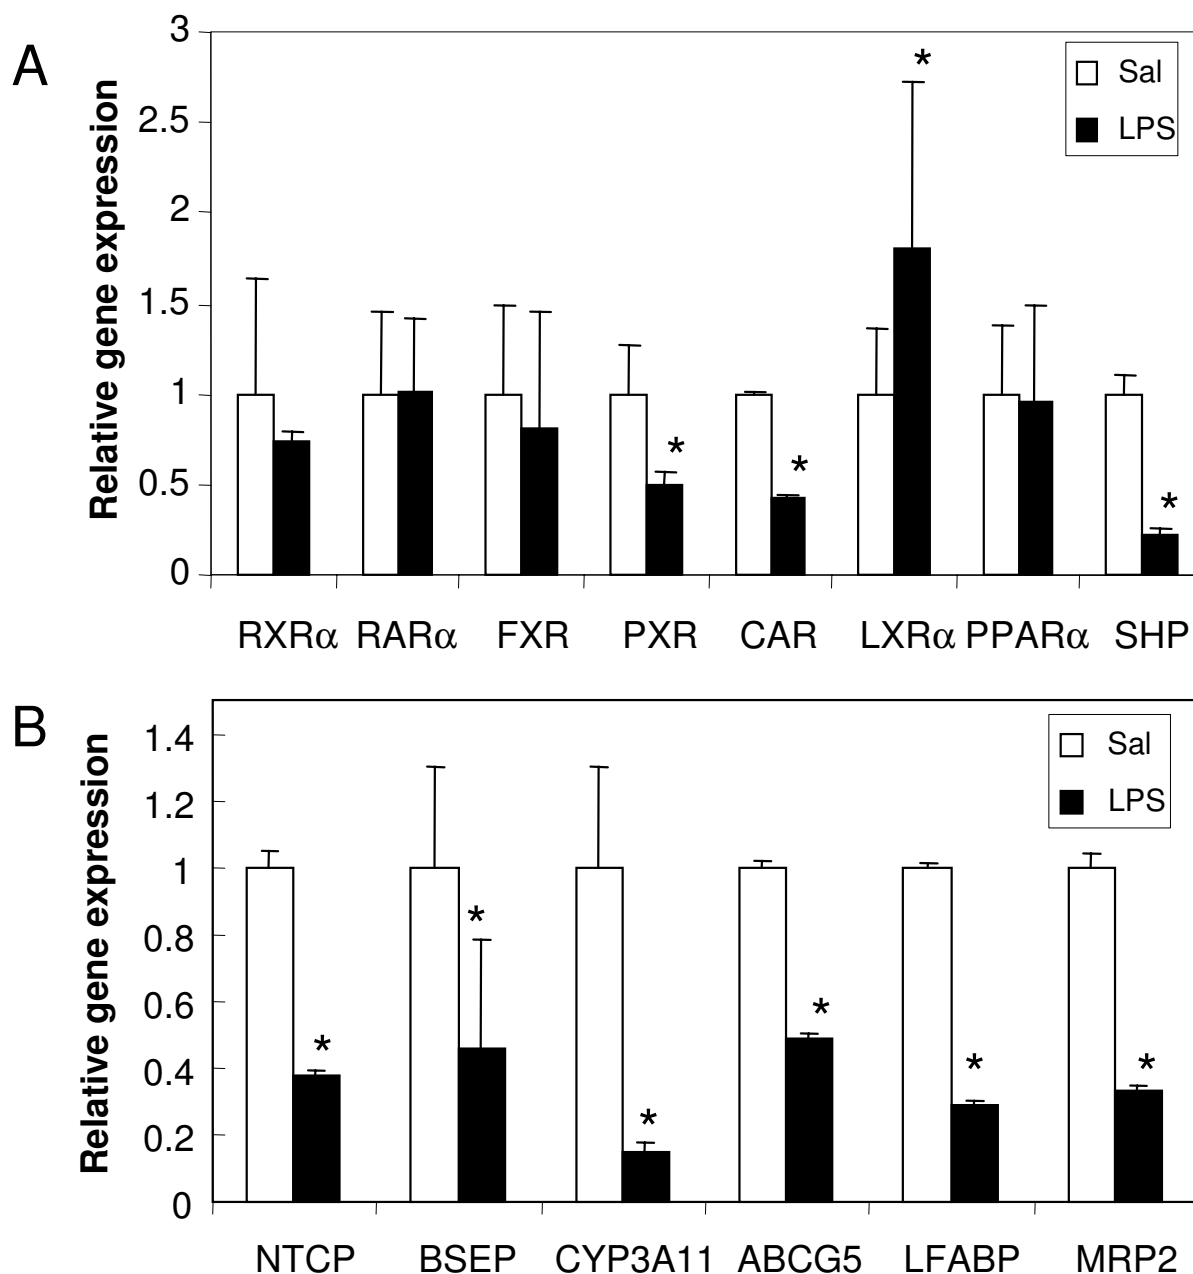 A
Relative gene expression
3
2.5
2
1.5
1
0.5
0
Sal
LPS
*
*
*
*
RXRα RARα FXR PXR CAR LXRα PPARα SHP
B
Relative gene expression
1.4
1.2
1
0.8
0.6
0.4
0.2
0
Sal
LPS
*
*
*
*
*
*
NTCP BSEP CYP3A11 ABCG5 LFABP MRP2